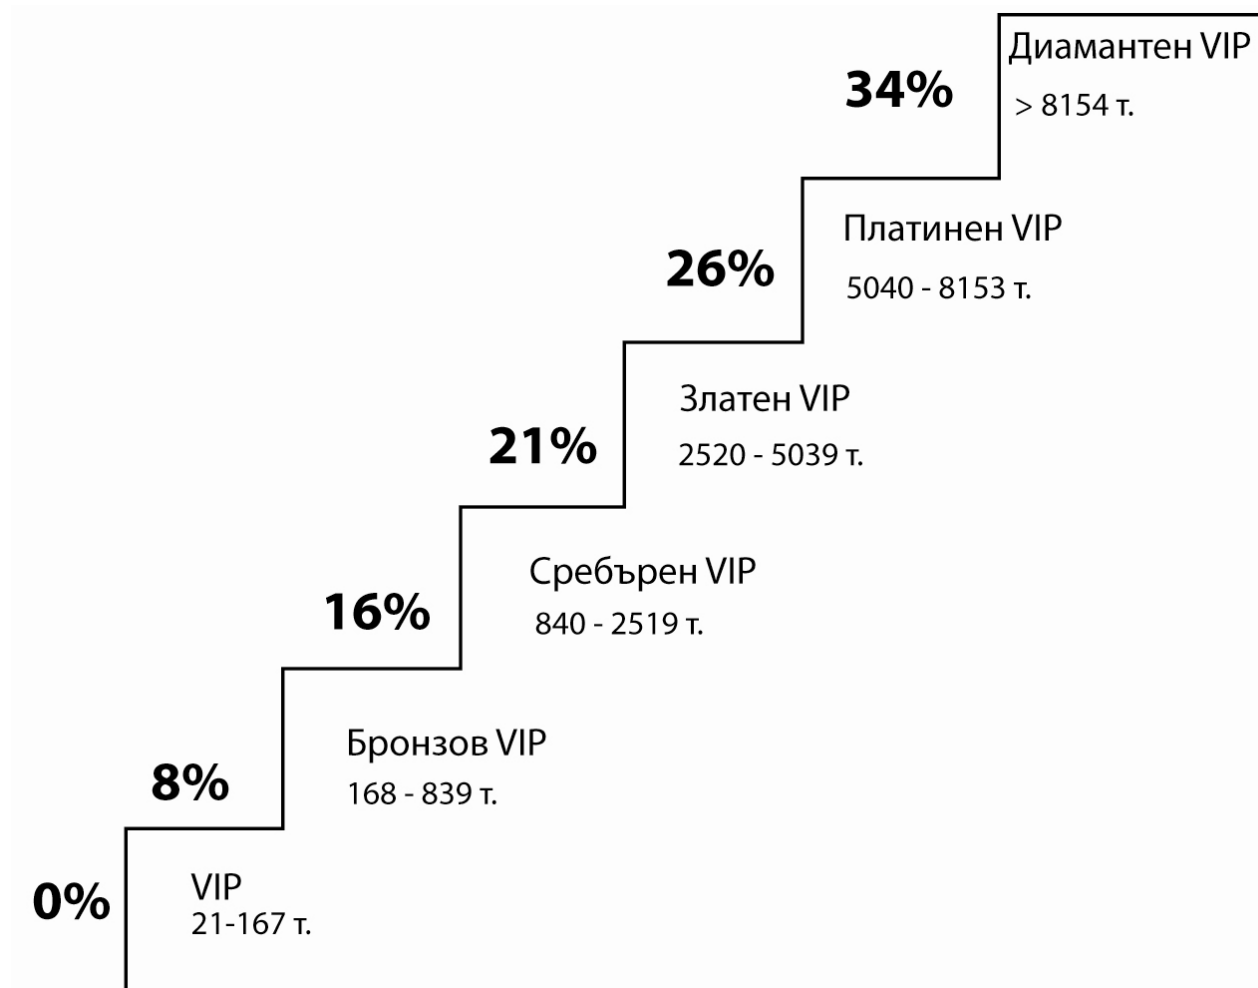 Диамантен VIP
34%
> 8154 т.
Платинен VIP
26%
5040 - 8153 т.
Златен VIP
21%
2520 - 5039 т.
Сребърен VIP
16%
840 - 2519 т.
Бронзов VIP
8%
168 - 839 т.
VIP
0%
21-167 т.